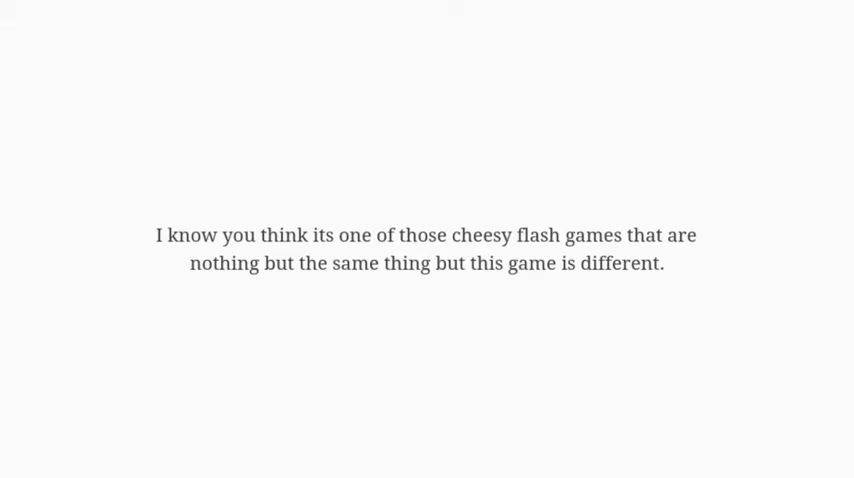 I know you think its one of those cheesy flash games that are
nothing but the same thing but this game is different.